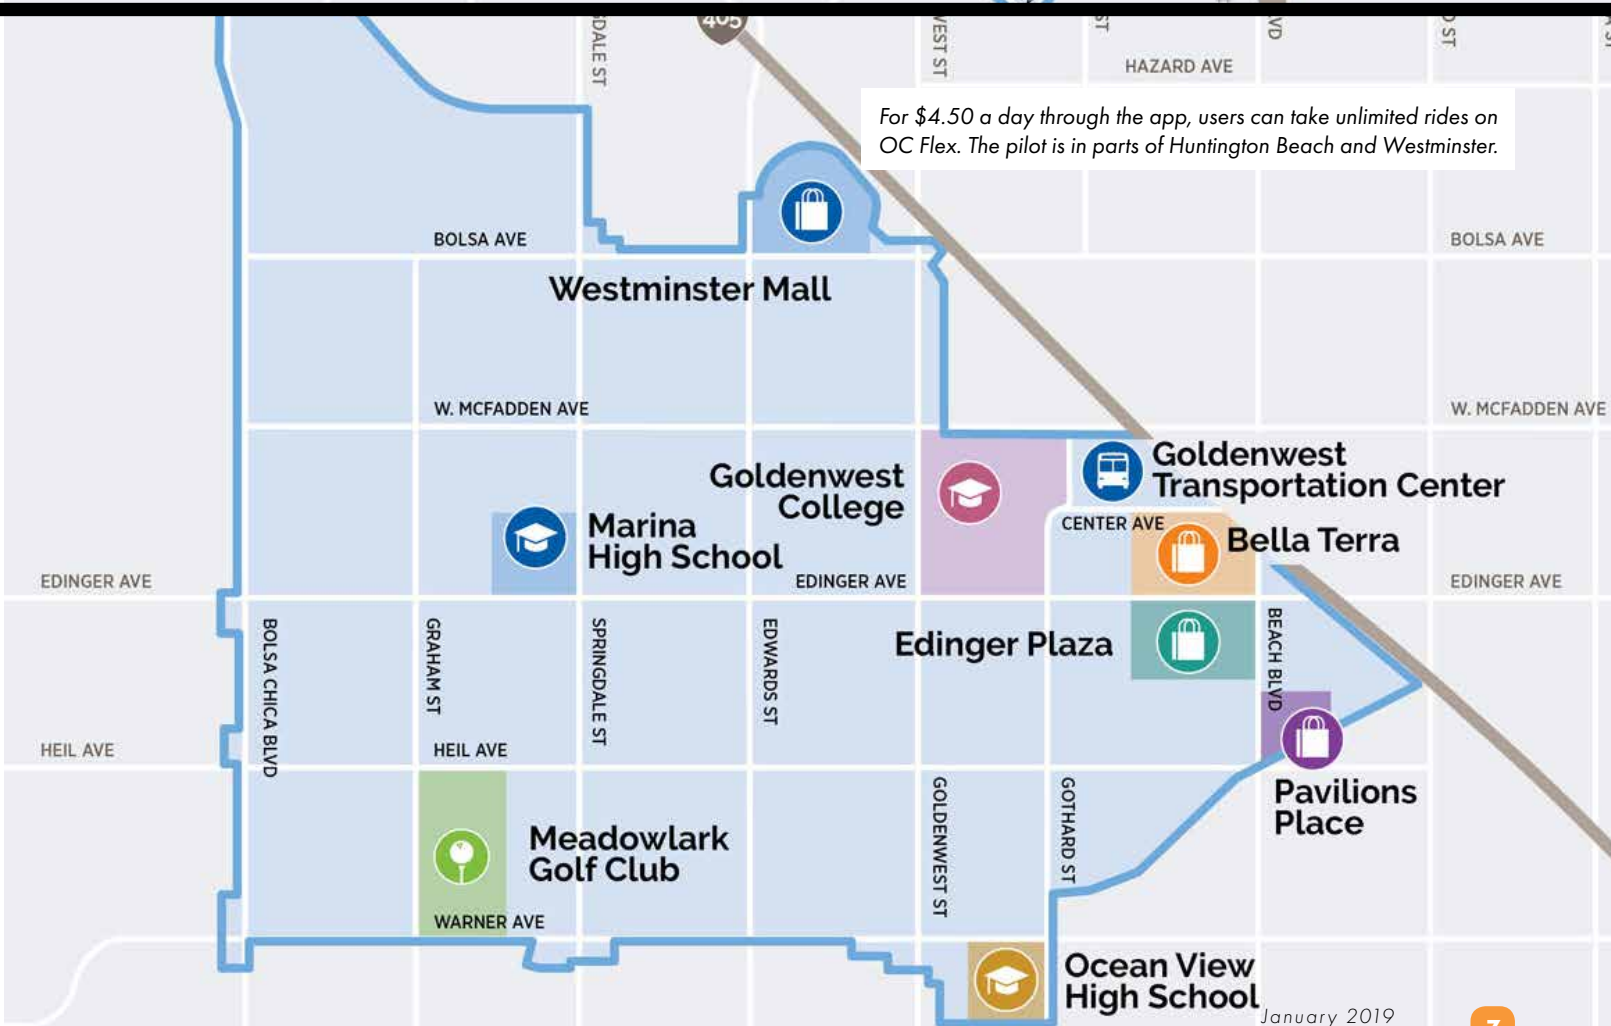 405
HAZARD AVE
For $4.50 a day through the app, users can take unlimited rides on
OC Flex. The pilot is in parts of Huntington Beach and Westminster.
BOLSA AVE
BOLSA AVE
Westminster Mall
W. MCFADDEN AVE
W. MCFADDEN AVE
Goldenwest
Transportation Center
Goldenwest
College
Marina
High School
CENTER AVE
Bella Terra
EDINGER AVE
EDINGER AVE
EDINGER AVE
BOLSA CHICA BLVD
GRAHAM ST
SPRINGDALE ST
EDWARDS ST
Edinger Plaza
BEACH BLVD
HEIL AVE
HEIL AVE
GOLDENWEST ST
GOTHARD ST
Pavilions
Place
Meadowlark
Golf Club
WARNER AVE
Ocean View
High School
January 2019